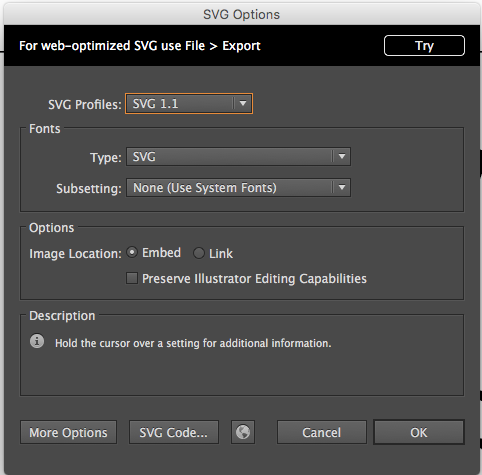 SVG Options
For web-optimized SVG use File > Export Try
SVG Profiles: SVG 1.1
Fonts
Type: SVG
Subsetting: None (Use System Fonts)
Options
Image Location: Embed Link
Preserve Illustrator Editing Capabilities
Description
Hold the cursor over a setting for additional information.
More Options SVG Code... Cancel OK